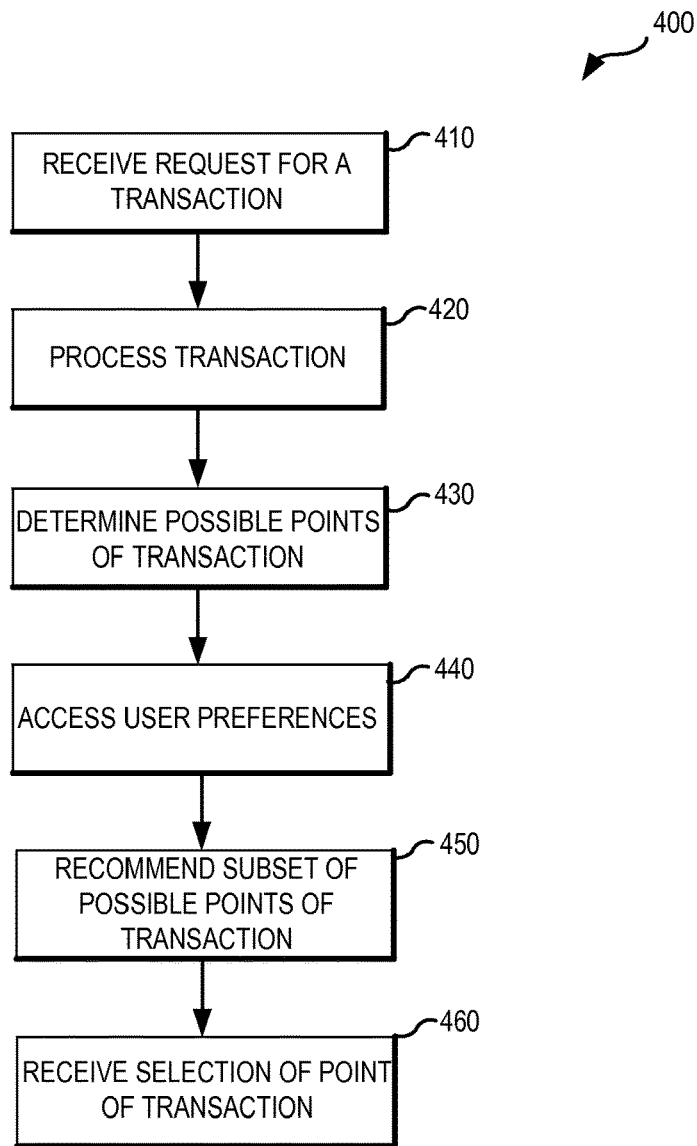 400
410
RECEIVE REQUEST FOR A
TRANSACTION
420
PROCESS TRANSACTION
430
DETERMINE POSSIBLE POINTS
OF TRANSACTION
440
ACCESS USER PREFERENCES
450
RECOMMEND SUBSET OF
POSSIBLE POINTS OF
TRANSACTION
460
RECEIVE SELECTION OF POINT
OF TRANSACTION